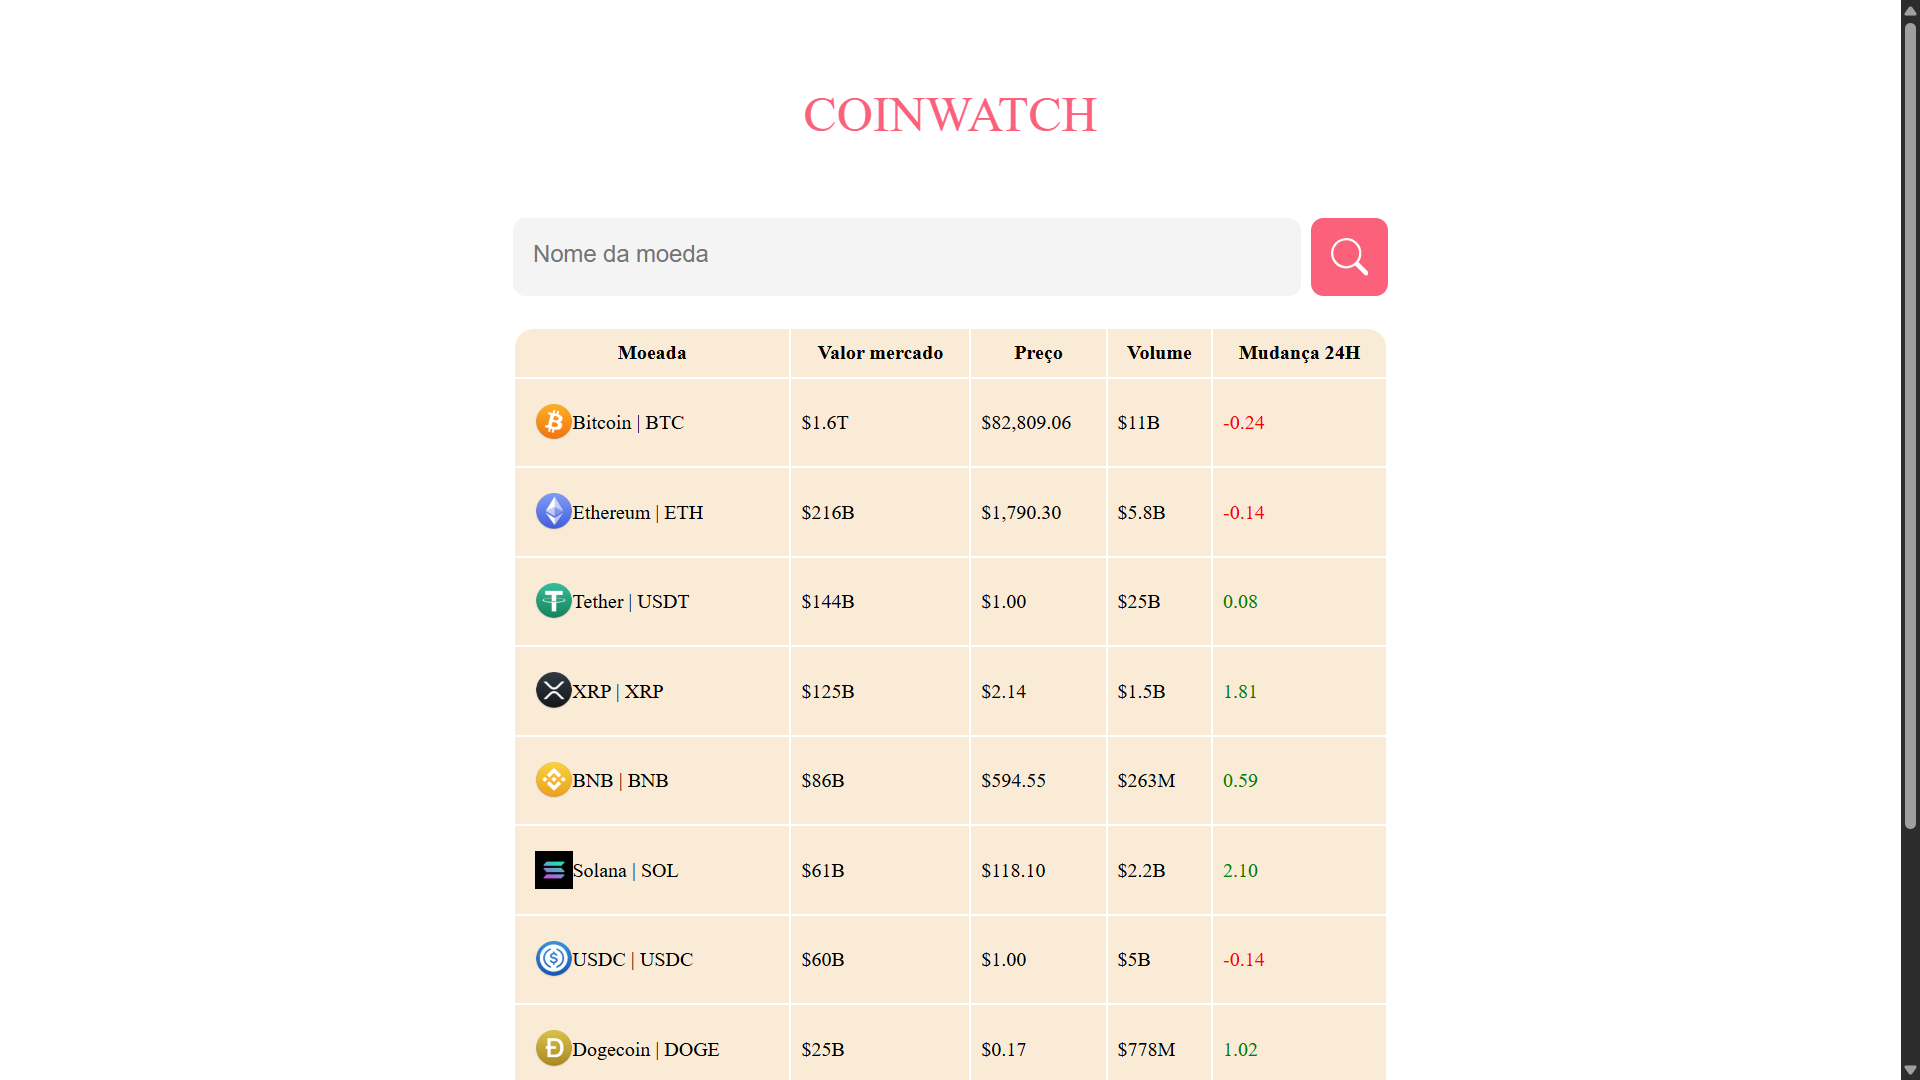 COINWATCH
Nome da moeda
Moeada Valor mercado Preço Volume Mudança 24H
Bitcoin | BTC $1.6T $82,809.06 $11B -0.24
Ethereum | ETH $216B $1,790.30 $5.8B -0.14
Tether | USDT $144B $1.00 $25B 0.08
XRP | XRP $125B $2.14 $1.5B 1.81
BNB | BNB $86B $594.55 $263M 0.59
Solana | SOL $61B $118.10 $2.2B 2.10
USDC | USDC $60B $1.00 $5B -0.14
Dogecoin | DOGE $25B $0.17 $778M 1.02